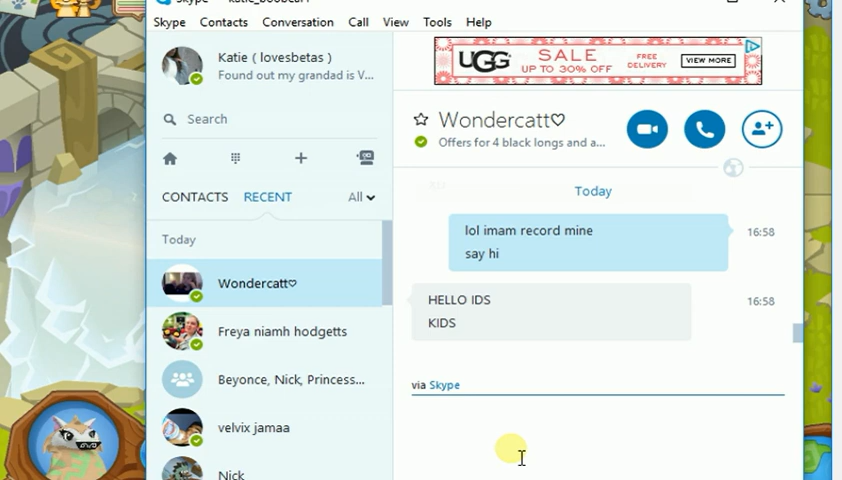 Skype Contacts Conversation Call View Tools Help
Katie ( lovesbetas )
Found out my grandad is V...
Search
CONTACTS RECENT All
Today
Wondercatt♡
Freya niamh hodgetts
Beyonce, Nick, Princess...
velvix jamaa
Nick
UGG SALE UP TO 30% OFF FREE DELIVERY VIEW MORE
Wondercatt♡
Offers for 4 black longs and a...
Today
lol imam record mine 16:58
say hi
HELLO IDS 16:58
KIDS
via Skype